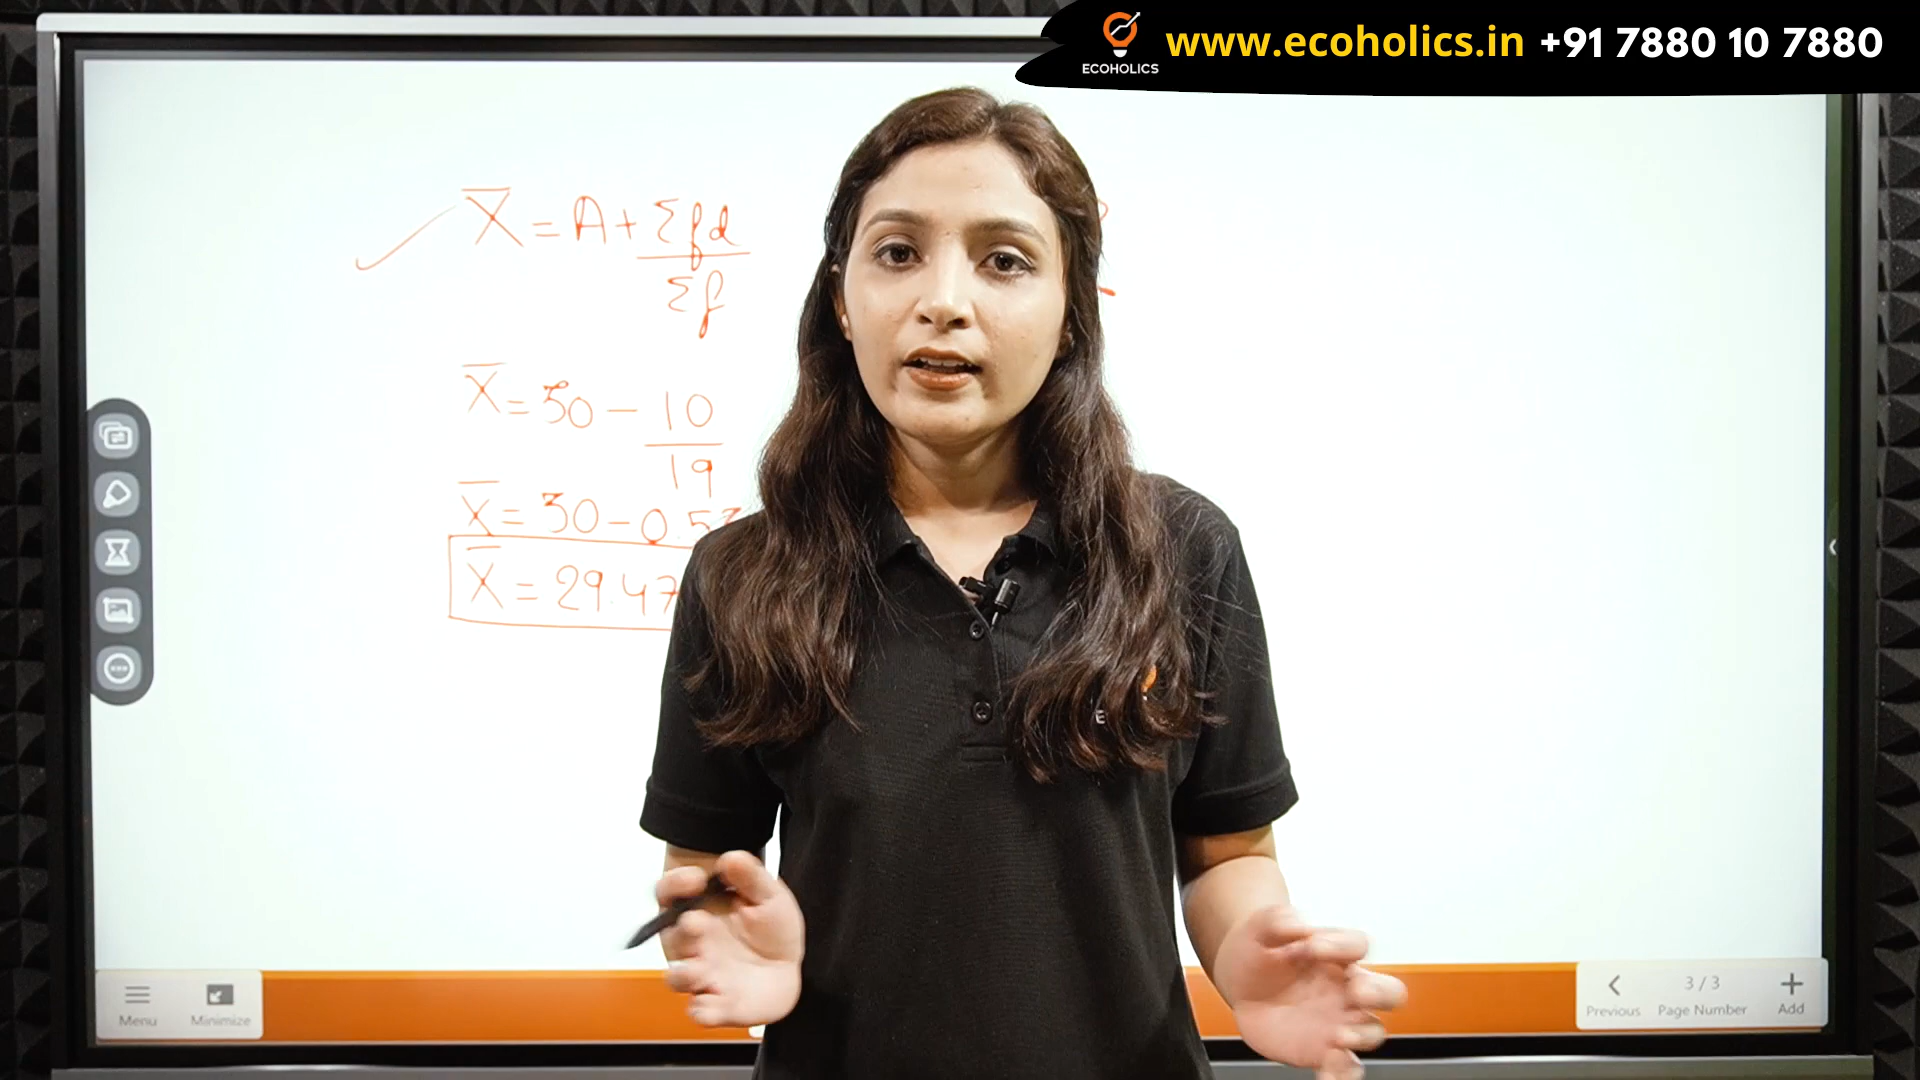 www.ecoholics.in +91 7880 10 7880
ECOHOLICS
X̄ = A + Σfd
Σf
X̄ = 30 − 10
19
X̄ = 30 − 0.53
X̄ = 29.47
Menu
Minimize
Previous
3 / 3
Page Number
Add